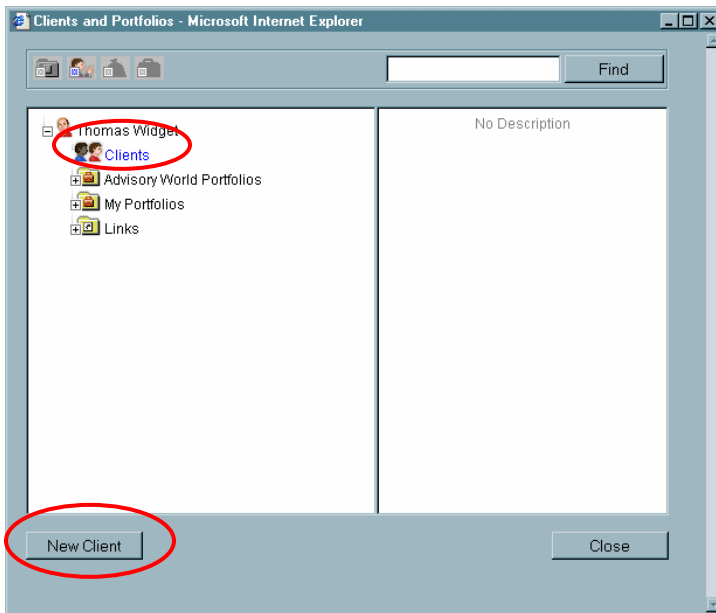 Clients and Portfolios - Microsoft Internet Explorer
Find
Thomas Widget
No Description
Clients
Advisory World Portfolios
My Portfolios
Links
New Client
Close